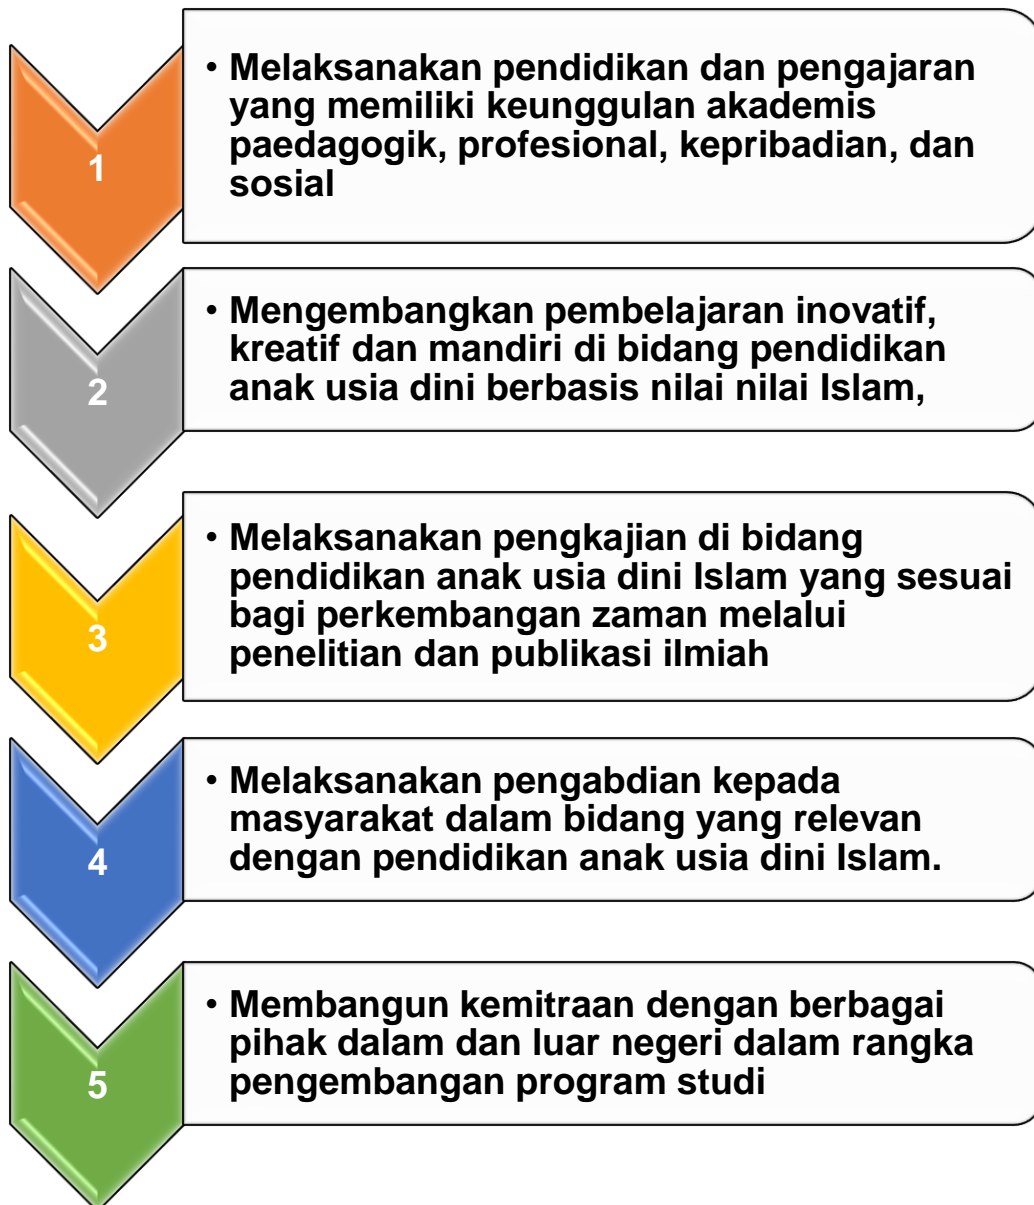 1
• Melaksanakan pendidikan dan pengajaran
yang memiliki keunggulan akademis
paedagogik, profesional, kepribadian, dan
sosial
2
• Mengembangkan pembelajaran inovatif,
kreatif dan mandiri di bidang pendidikan
anak usia dini berbasis nilai nilai Islam,
3
• Melaksanakan pengkajian di bidang
pendidikan anak usia dini Islam yang sesuai
bagi perkembangan zaman melalui
penelitian dan publikasi ilmiah
4
• Melaksanakan pengabdian kepada
masyarakat dalam bidang yang relevan
dengan pendidikan anak usia dini Islam.
5
• Membangun kemitraan dengan berbagai
pihak dalam dan luar negeri dalam rangka
pengembangan program studi